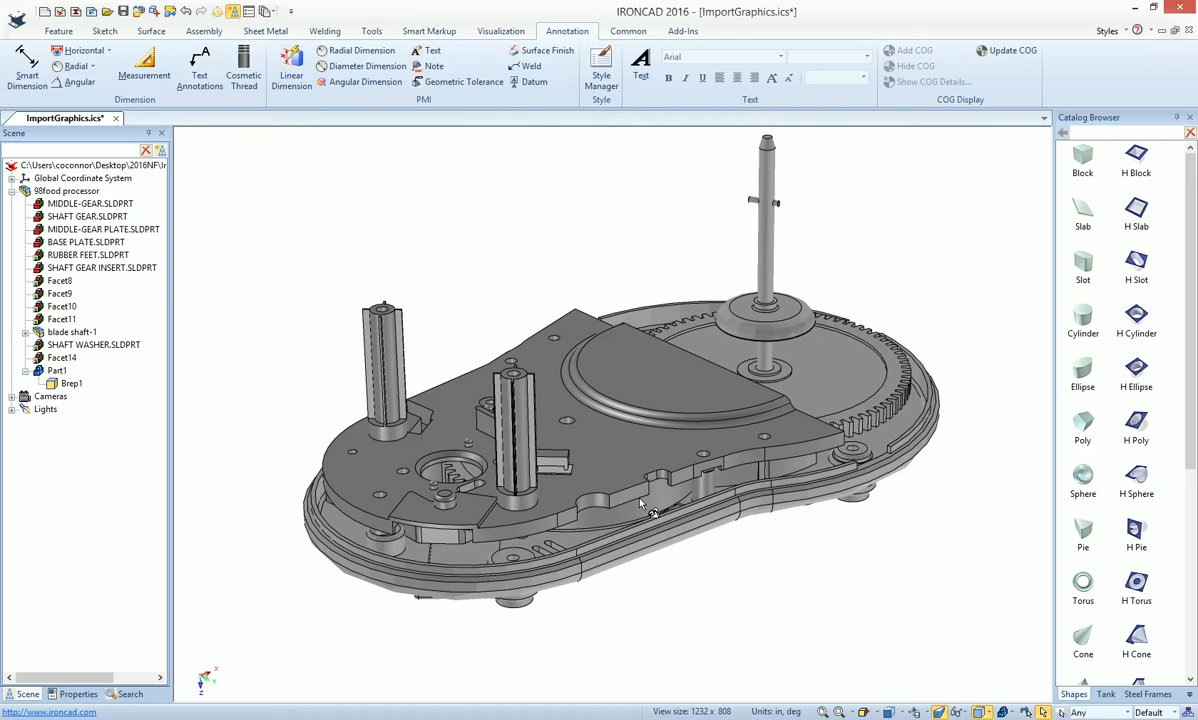 IRONCAD 2016 - [ImportGraphics.ics*]
Feature Sketch Surface Assembly Sheet Metal Tools Smart Markup Visualization Annotation Common Add-Ins Styles
Smart Dimension
Horizontal
Radial
Angular
Measurement
Text Annotations
Cosmetic Thread
Dimension
Linear Dimension
Radial Dimension
Diameter Dimension
Angular Dimension
Text
Note
Geometric Tolerance
Surface Finish
Weld
Datum
PMI
Style Manager
Style
Text
Arial
B I U
Text
Add COG
Hide COG
Show COG Details...
Update COG
COG Display
ImportGraphics.ics*
Scene
C:\Users\coconnor\Desktop\2016NF\Ir
Global Coordinate System
98food processor
MIDDLE-GEAR.SLDPRT
SHAFT GEAR.SLDPRT
MIDDLE-GEAR PLATE.SLDPRT
BASE PLATE.SLDPRT
RUBBER FEET.SLDPRT
SHAFT GEAR INSERT.SLDPRT
Facet8
Facet9
Facet10
Facet11
blade shaft-1
SHAFT WASHER.SLDPRT
Facet14
Part1
Brep1
Cameras
Lights
X
Y
Z
Catalog Browser
Block H Block
Slab H Slab
Slot H Slot
Cylinder H Cylinder
Ellipse H Ellipse
Poly H Poly
Sphere H Sphere
Pie H Pie
Torus H Torus
Cone H Cone
Shapes Tank Steel Frames
Scene Properties Search
http://www.ironcad.com View size: 1232 x 808 Units: in, deg Any Default